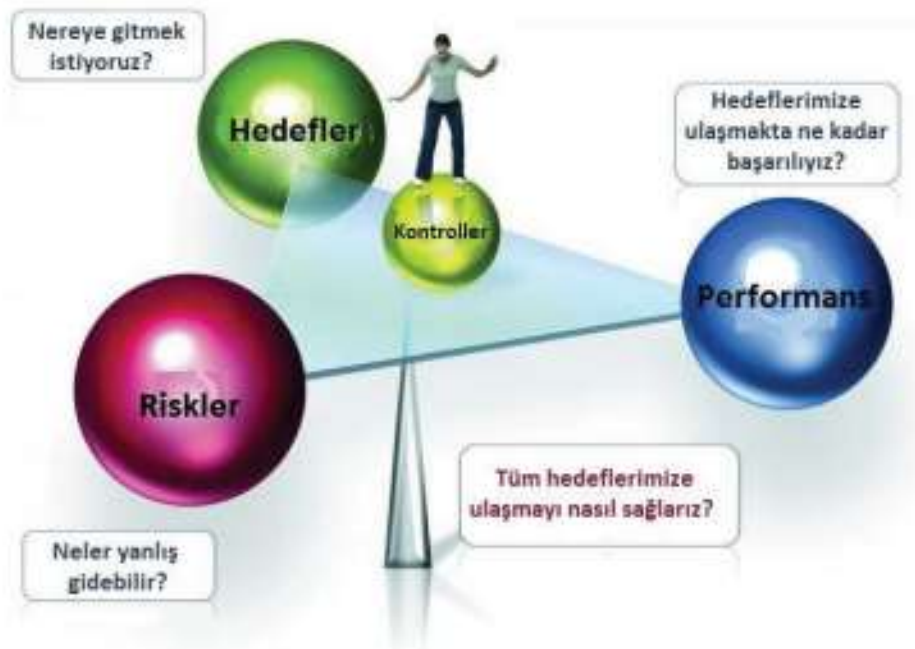 Nereye gitmek
istiyoruz?
Hedefler
Hedeflerimize
ulaşmakta ne kadar
başarılıyız?
Kontroller
Performans
Riskler
Tüm hedeflerimize
ulaşmayı nasıl sağlarız?
Neler yanlış
gidebilir?